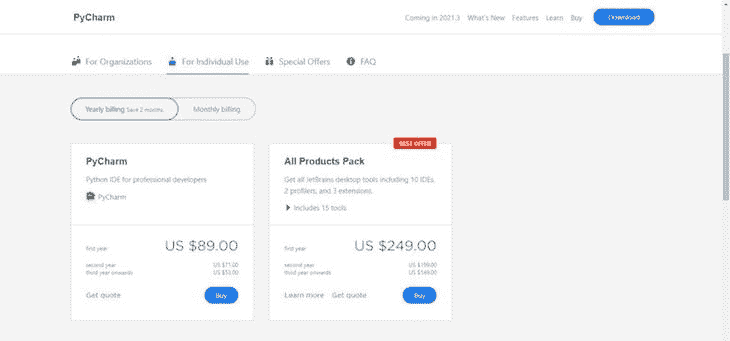 PyCharm
Coming in 2021.3 What's New Features Learn Buy Download
For Organizations For Individual Use Special Offers FAQ
Yearly billing Save 2 months Monthly billing
BEST OFFER
PyCharm
Python IDE for professional developers
PyCharm
first year US $89.00
second year US $71.00
third year onwards US $53.00
Get quote Buy
All Products Pack
Get all JetBrains desktop tools including 10 IDEs,
2 profilers, and 3 extensions.
Includes 15 tools
first year US $249.00
second year US $199.00
third year onwards US $149.00
Learn more Get quote Buy